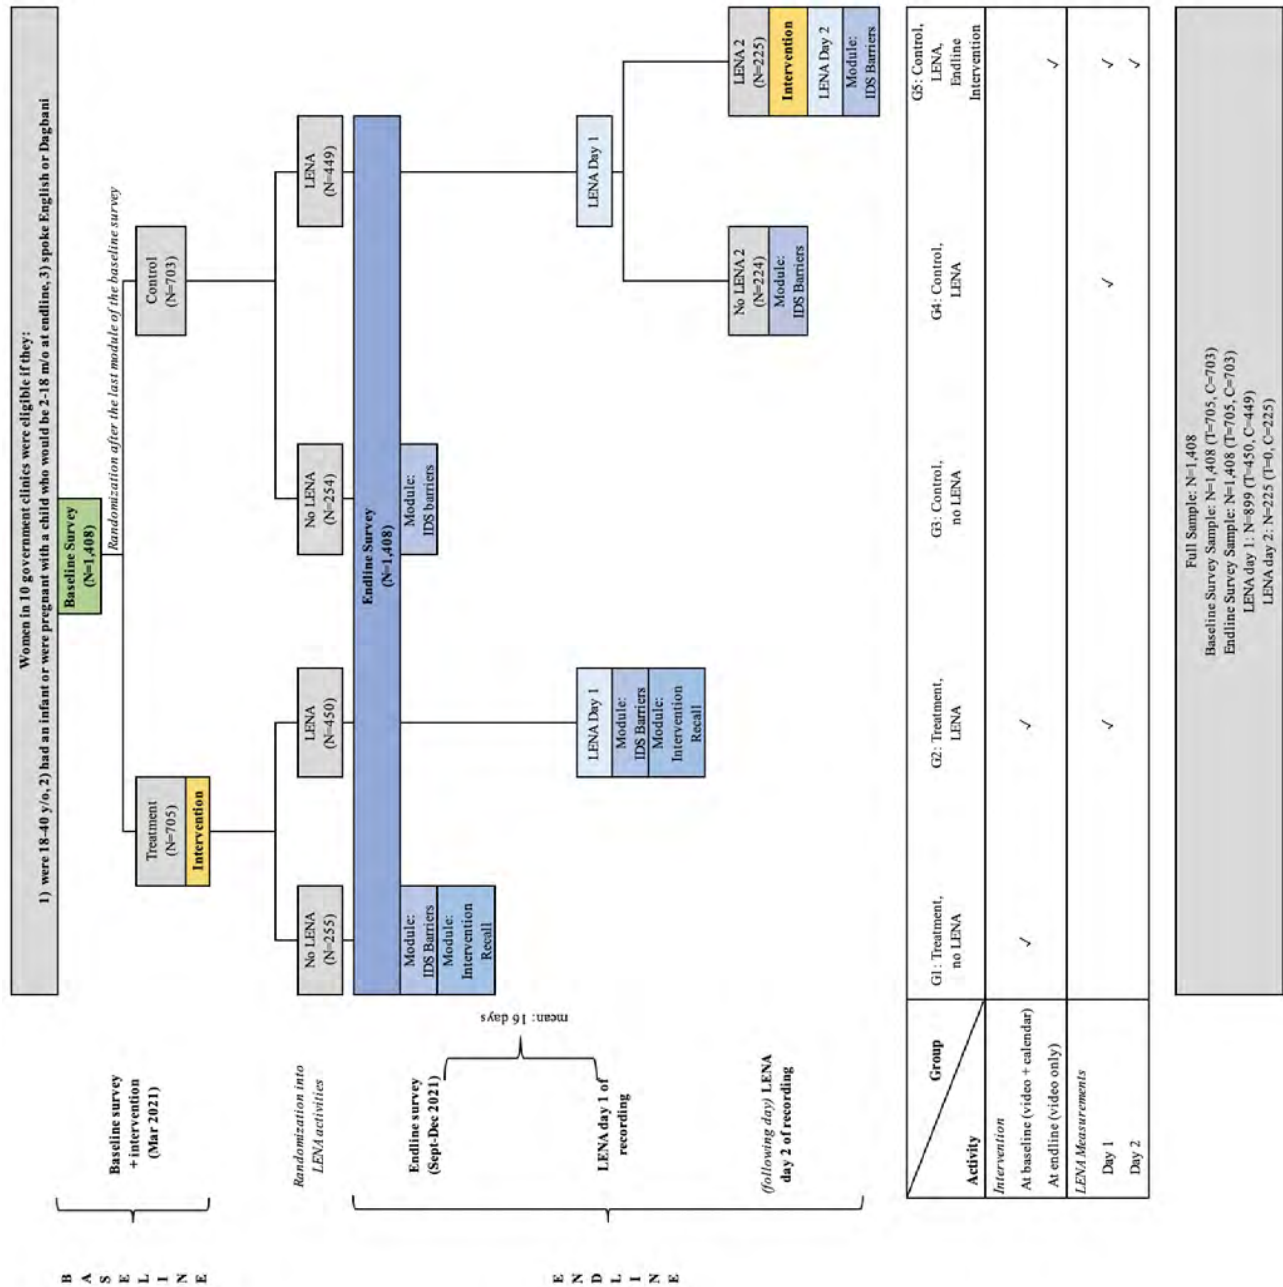 Women in 10 government clinics were eligible if they:
1) were 18-40 y/o, 2) had an infant or were pregnant with a child who would be 2-18 m/o at endline, 3) spoke English or Dagbani
B
A
S
E
L
I
N
E
Baseline survey
+ intervention
(Mar 2021)
Baseline Survey
(N=1,408)
Randomization after the last module of the baseline survey
Treatment
(N=705)
Intervention
Control
(N=703)
Randomization into
LENA activities
No LENA
(N=255)
LENA
(N=450)
No LENA
(N=254)
LENA
(N=449)
E
N
D
L
I
N
E
Endline survey
(Sept-Dec 2021)
Endline Survey
(N=1,408)
Module:
IDS Barriers
Module:
Intervention
Recall
Module:
IDS barriers
mean: 16 days
LENA day 1 of
recording
LENA Day 1
Module:
IDS Barriers
Module:
Intervention
Recall
LENA Day 1
(following day) LENA
day 2 of recording
No LENA 2
(N=224)
Module:
IDS Barriers
LENA 2
(N=225)
Intervention
LENA Day 2
Module:
IDS Barriers
Group
Activity
G1: Treatment,
no LENA
G2: Treatment,
LENA
G3: Control,
no LENA
G4: Control,
LENA
G5: Control,
LENA,
Endline
Intervention
Intervention
At baseline (video + calendar) √ √
At endline (video only) √
LENA Measurements
Day 1 √ √ √
Day 2 √
Full Sample: N=1,408
Baseline Survey Sample: N=1,408 (T=705, C=703)
Endline Survey Sample: N=1,408 (T=705, C=703)
LENA day 1: N=899 (T=450, C=449)
LENA day 2: N=225 (T=0, C=225)